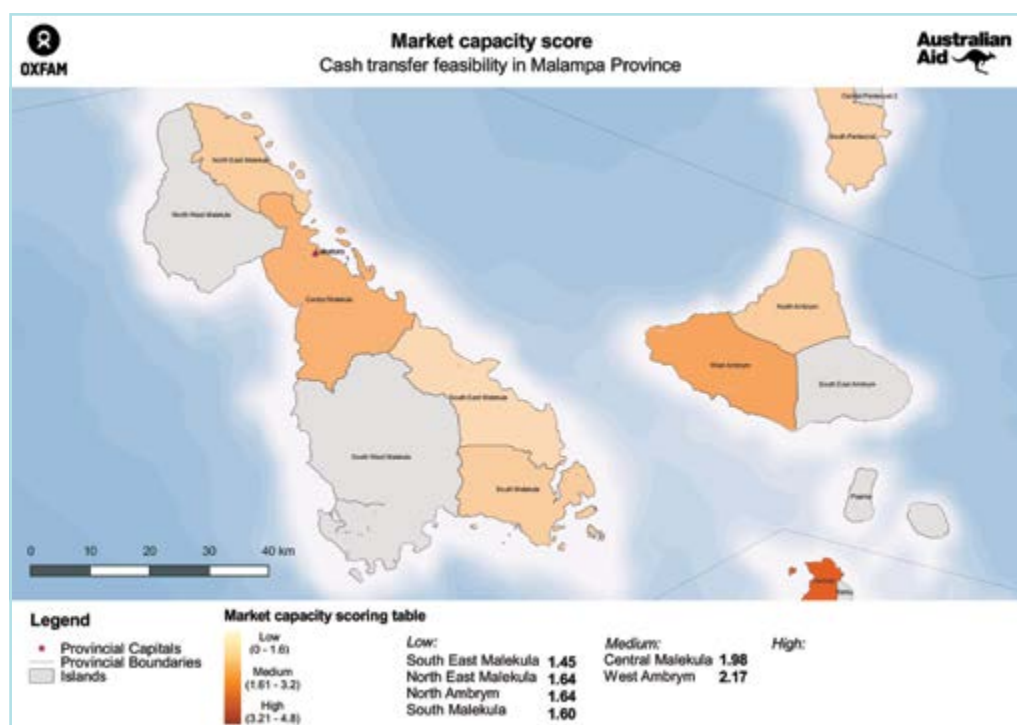 OXFAM
Market capacity score
Cash transfer feasibility in Malampa Province
Australian
Aid
Central Pentecost 2
South Pentecost
North East Malekula
North West Malekula
Central Malekula
North Ambrym
West Ambrym
South East Ambrym
South East Malekula
South West Malekula
South Malekula
Paama
0 10 20 30 40 km
Legend
Provincial Capitals
Provincial Boundaries
Islands
Market capacity scoring table
Low
(0 - 1.6)
Medium
(1.61 - 3.2)
High
(3.21 - 4.8)
Low:
South East Malekula 1.45
North East Malekula 1.64
North Ambrym 1.64
South Malekula 1.60
Medium:
Central Malekula 1.98
West Ambrym 2.17
High: